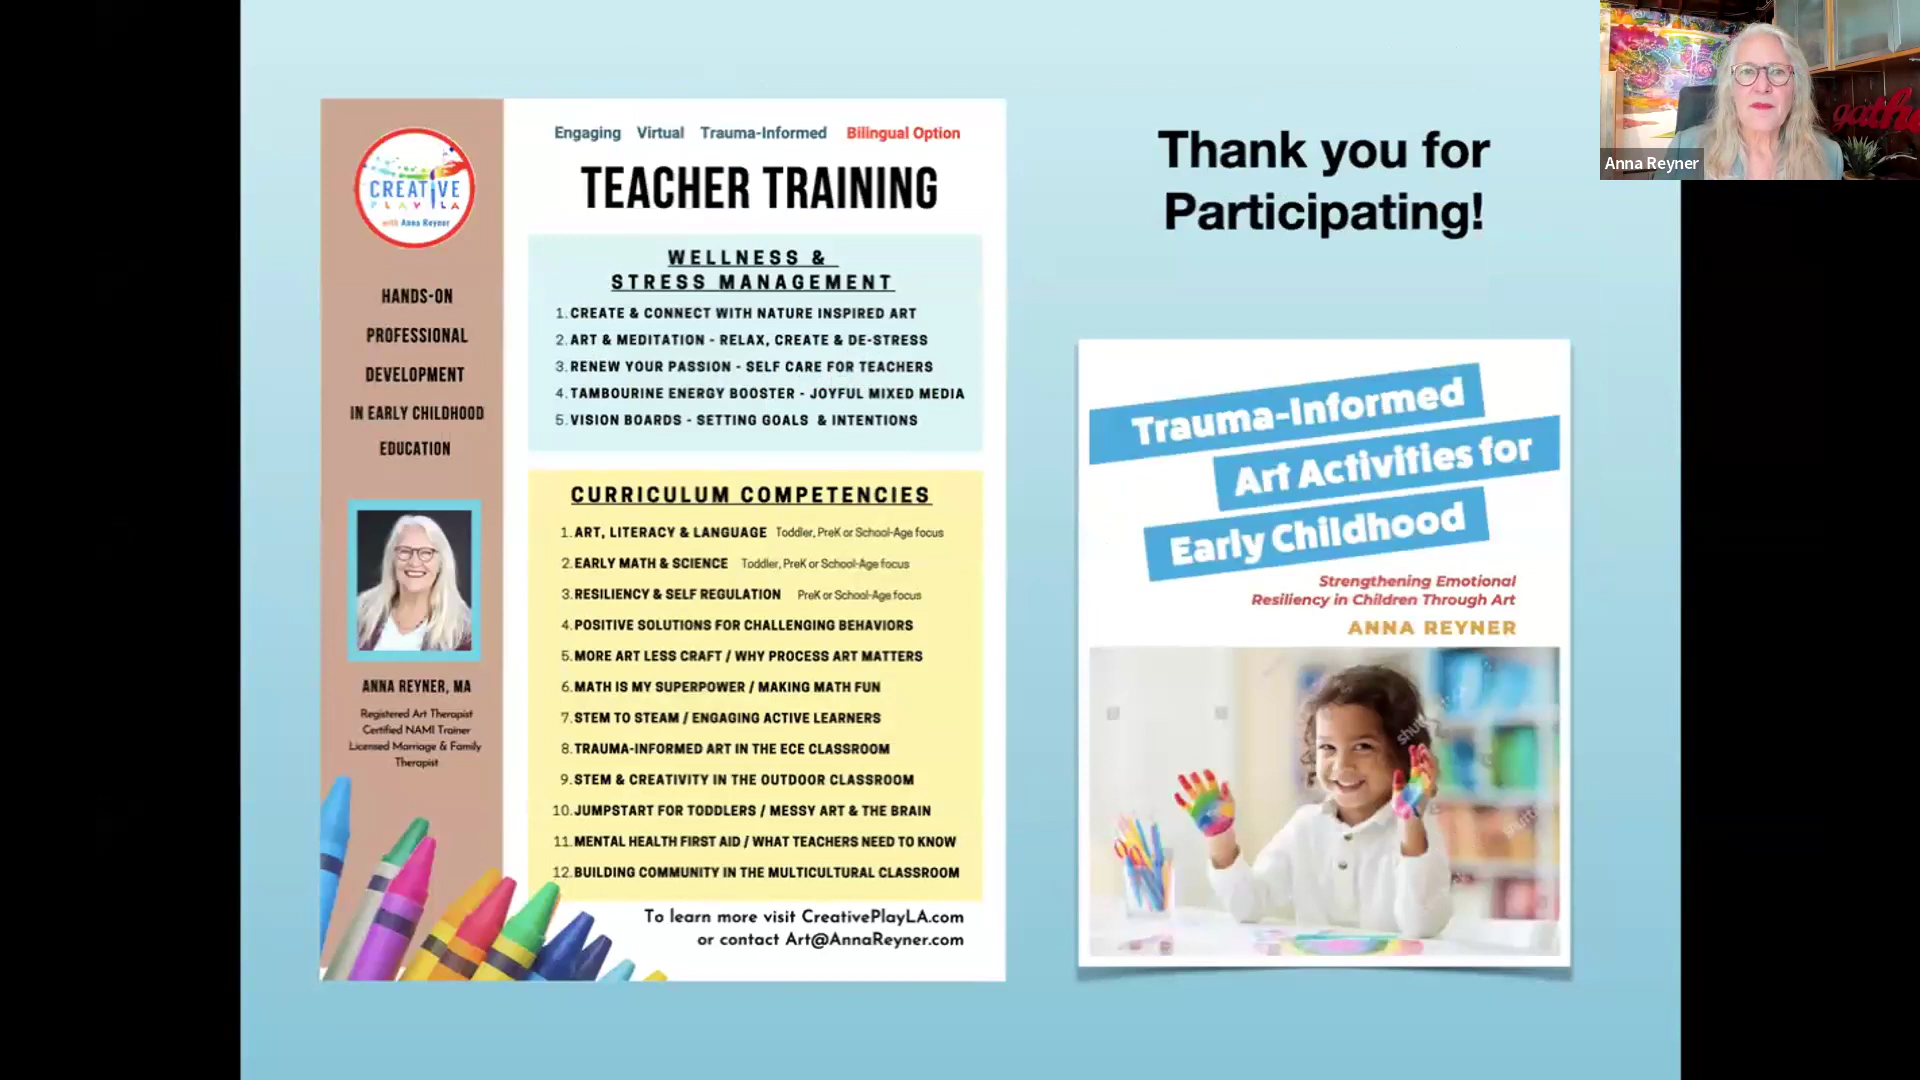 Engaging Virtual Trauma-Informed Bilingual Option
TEACHER TRAINING
CREATIVE
PLAY LA
with Anna Reyner
HANDS-ON
PROFESSIONAL
DEVELOPMENT
IN EARLY CHILDHOOD
EDUCATION
ANNA REYNER, MA
Registered Art Therapist
Certified NAMI Trainer
Licensed Marriage & Family
Therapist
WELLNESS &
STRESS MANAGEMENT
1. CREATE & CONNECT WITH NATURE INSPIRED ART
2. ART & MEDITATION - RELAX, CREATE & DE-STRESS
3. RENEW YOUR PASSION - SELF CARE FOR TEACHERS
4. TAMBOURINE ENERGY BOOSTER - JOYFUL MIXED MEDIA
5. VISION BOARDS - SETTING GOALS & INTENTIONS
CURRICULUM COMPETENCIES
1. ART, LITERACY & LANGUAGE Toddler, PreK or School-Age focus
2. EARLY MATH & SCIENCE Toddler, PreK or School-Age focus
3. RESILIENCY & SELF REGULATION PreK or School-Age focus
4. POSITIVE SOLUTIONS FOR CHALLENGING BEHAVIORS
5. MORE ART LESS CRAFT / WHY PROCESS ART MATTERS
6. MATH IS MY SUPERPOWER / MAKING MATH FUN
7. STEM TO STEAM / ENGAGING ACTIVE LEARNERS
8. TRAUMA-INFORMED ART IN THE ECE CLASSROOM
9. STEM & CREATIVITY IN THE OUTDOOR CLASSROOM
10. JUMPSTART FOR TODDLERS / MESSY ART & THE BRAIN
11. MENTAL HEALTH FIRST AID / WHAT TEACHERS NEED TO KNOW
12. BUILDING COMMUNITY IN THE MULTICULTURAL CLASSROOM
To learn more visit CreativePlayLA.com
or contact Art@AnnaReyner.com
Thank you for
Participating!
Trauma-Informed
Art Activities for
Early Childhood
Strengthening Emotional
Resiliency in Children Through Art
ANNA REYNER
Anna Reyner